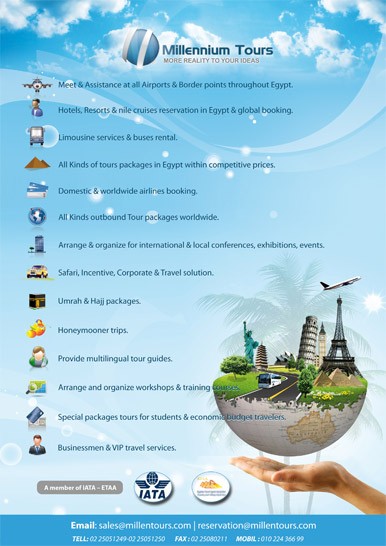 Millennium Tours
MORE REALITY TO YOUR IDEAS
Meet & Assistance at all Airports & Border points throughout Egypt.
Hotels, Resorts & nile cruises reservation in Egypt & global booking.
Limousine services & buses rental.
All Kinds of tours packages in Egypt within competitive prices.
Domestic & worldwide airlines booking.
All Kinds outbound Tour packages worldwide.
Arrange & organize for international & local conferences, exhibitions, events.
Safari, Incentive, Corporate & Travel solution.
Umrah & Hajj packages.
Honeymooner trips.
Provide multilingual tour guides.
Arrange and organize workshops & training courses.
Special packages tours for students & economic budget travelers.
Businessmen & VIP travel services.
A member of IATA – ETAA
IATA
Email: sales@millentours.com | reservation@millentours.com
TELL: 02 25051249-02 25051250 FAX : 02 25080211 MOBIL : 010 224 366 99